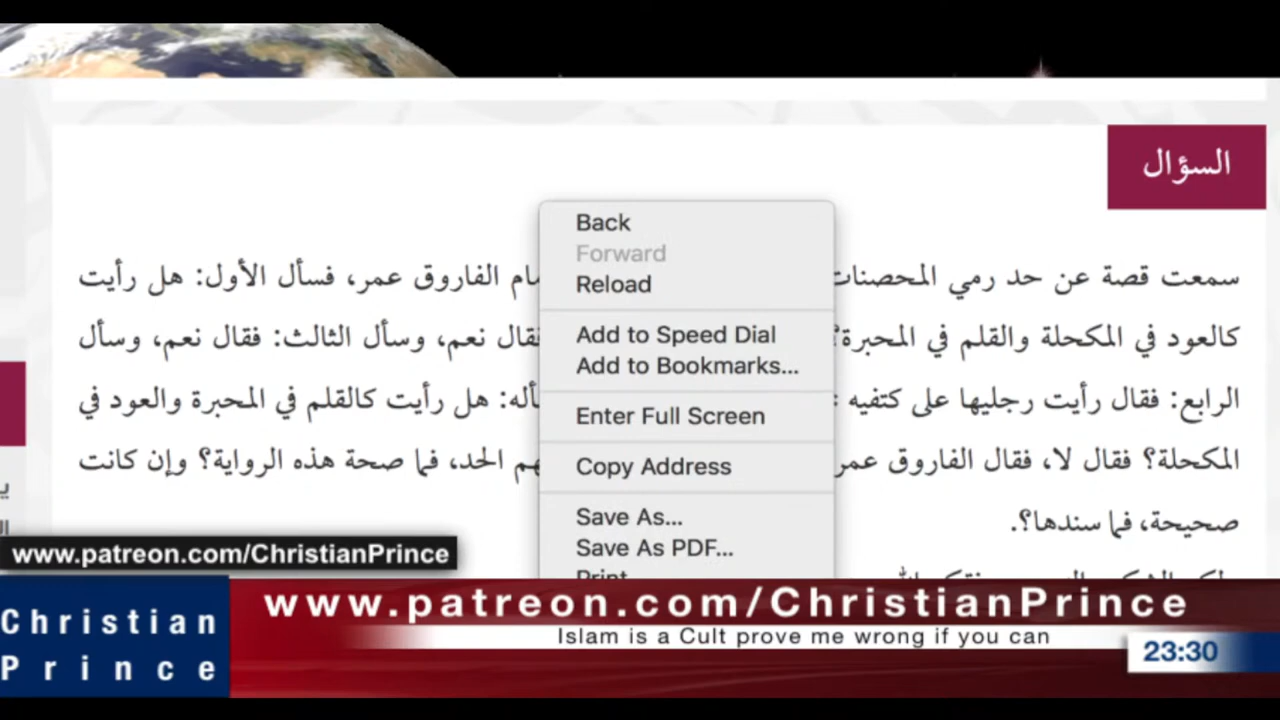 السؤال
سمعت قصة عن حد رمي المحصنات
مام الفاروق عمر، فسأل الأول: هل رأيت
كالعود في المكحلة والقلم في المحبرة؟
فقال نعم، وسأل الثالث: فقال نعم، وسأل
الرابع: فقال رأيت رجليها على كتفيه
أله: هل رأيت كالقلم في المحبرة والعود في
المكحلة؟ فقال لا، فقال الفاروق عمر
هم الحد، فما صحة هذه الرواية؟ وإن كانت
صحيحة، فما سندها؟.
Back
Forward
Reload
Add to Speed Dial
Add to Bookmarks...
Enter Full Screen
Copy Address
Save As...
Save As PDF...
Print
www.patreon.com/ChristianPrince
www.patreon.com/ChristianPrince
Christian
Prince
Islam is a Cult prove me wrong if you can
23:30